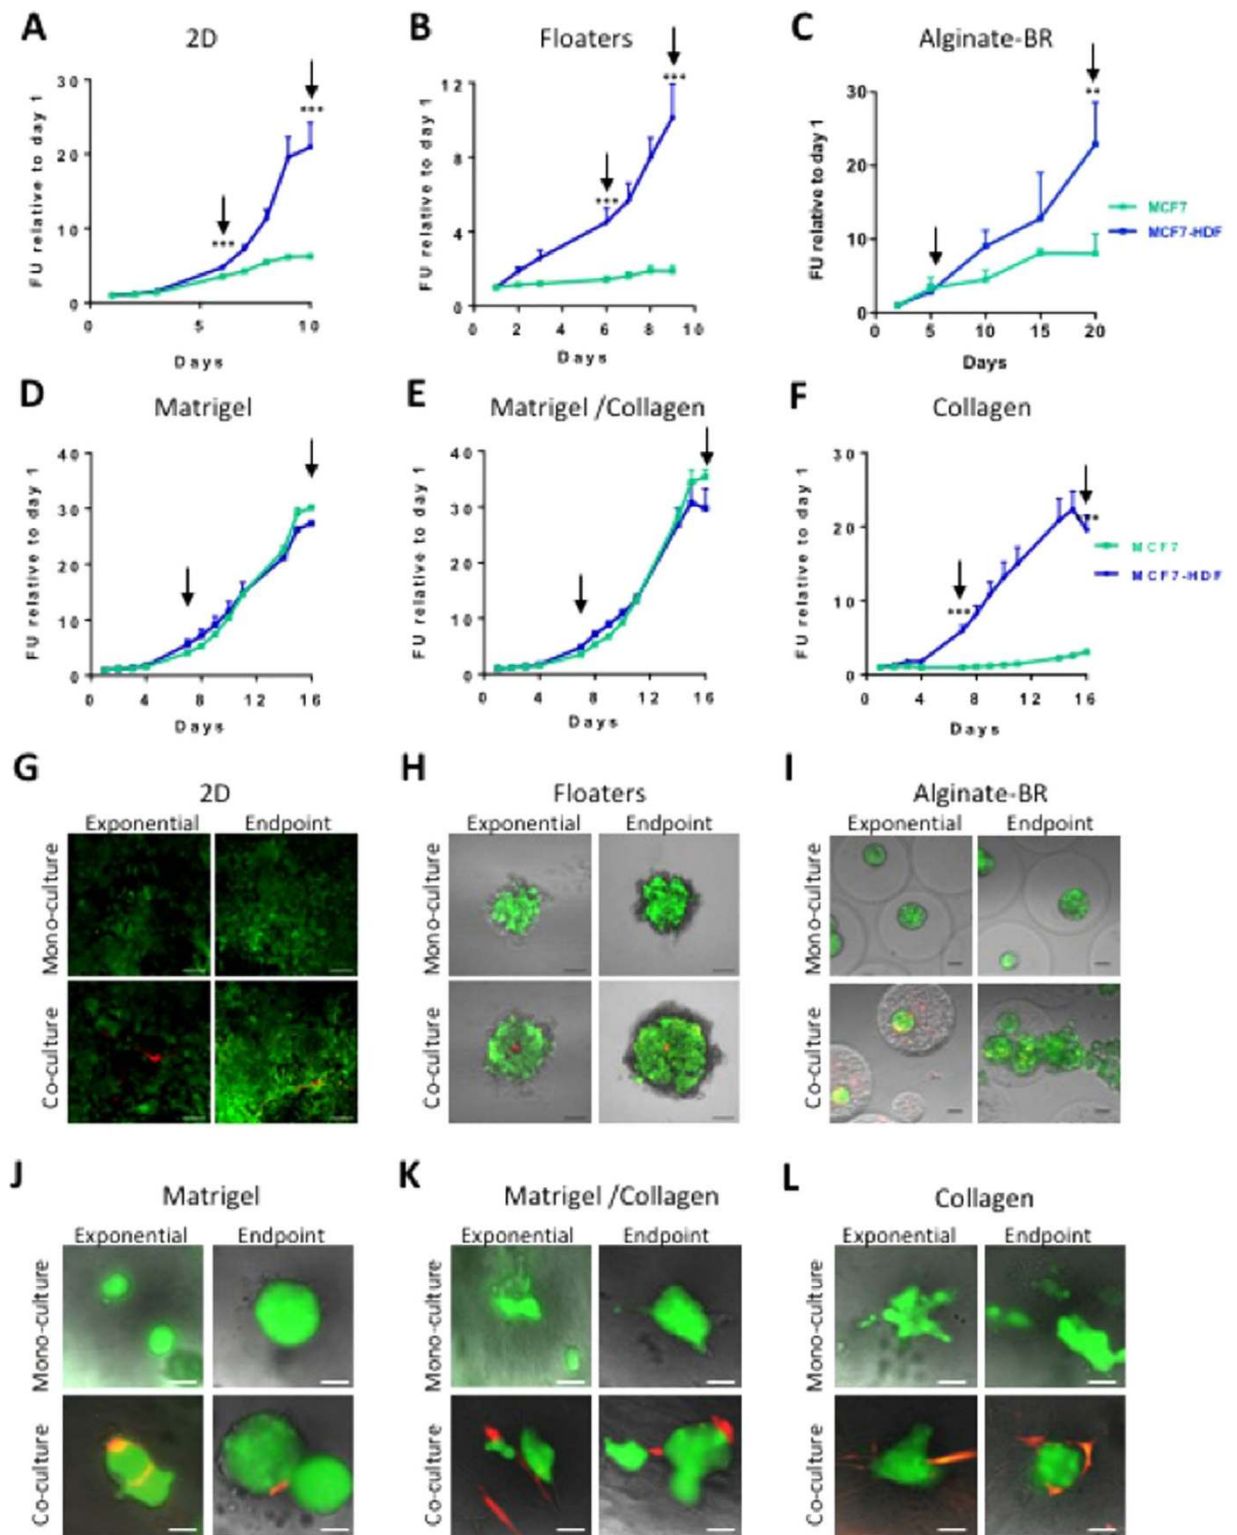 A
2D
FU relative to day 1
30
20
10
0
***
***
0 5 10
Days
B
Floaters
FU relative to day 1
12
8
4
0
***
***
0 2 4 6 8 10
Days
C
Alginate-BR
FU relative to day 1
30
20
10
0
**
0 5 10 15 20
Days
MCF7
MCF7-HDF
D
Matrigel
FU relative to day 1
40
30
20
10
0
0 4 8 12 16
Days
E
Matrigel /Collagen
FU relative to day 1
40
30
20
10
0
0 4 8 12 16
Days
F
Collagen
FU relative to day 1
30
20
10
0
***
0 4 8 12 16
Days
MCF7
MCF7-HDF
G
2D
Exponential Endpoint
Mono-culture
Co-culture
H
Floaters
Exponential Endpoint
Mono-culture
Co-culture
I
Alginate-BR
Exponential Endpoint
Mono-culture
Co-culture
J
Matrigel
Exponential Endpoint
Mono-culture
Co-culture
K
Matrigel /Collagen
Exponential Endpoint
Mono-culture
Co-culture
L
Collagen
Exponential Endpoint
Mono-culture
Co-culture